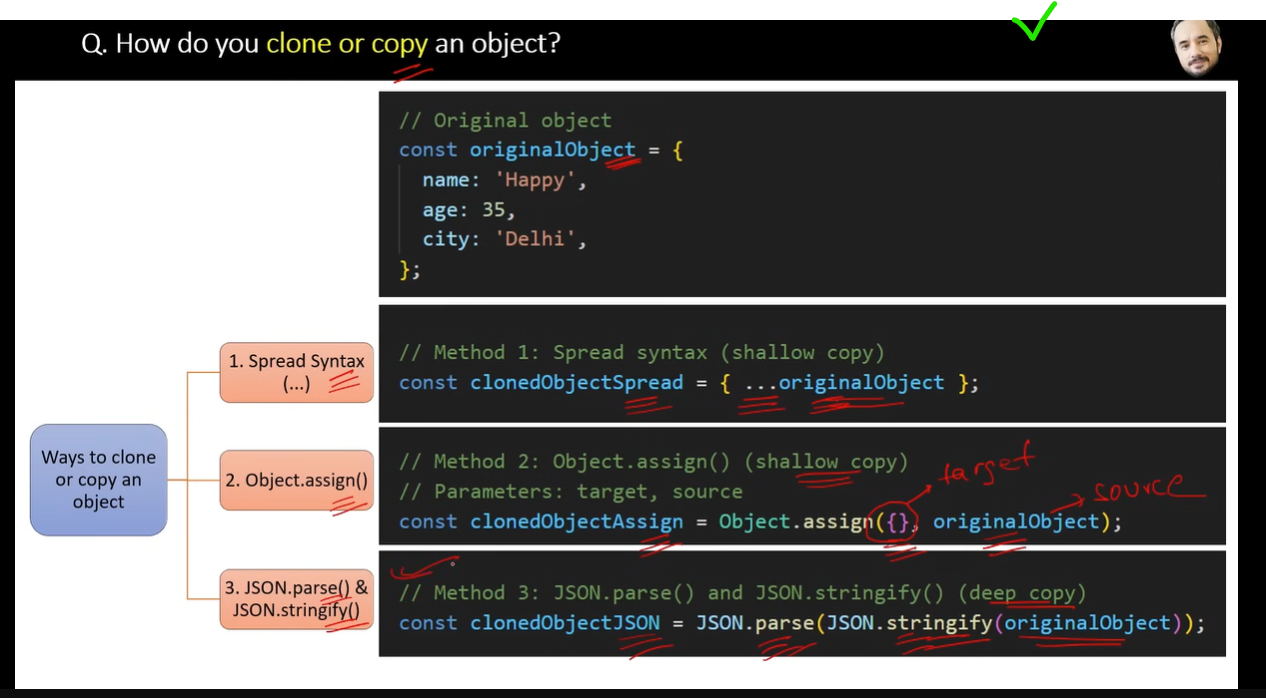 Q. How do you clone or copy an object?
// Original object
const originalObject = {
name: 'Happy',
age: 35,
city: 'Delhi',
};
1. Spread Syntax
(...)
// Method 1: Spread syntax (shallow copy)
const clonedObjectSpread = { ...originalObject };
Ways to clone
or copy an
object
2. Object.assign()
// Method 2: Object.assign() (shallow copy)
// Parameters: target, source
const clonedObjectAssign = Object.assign({}, originalObject);
target
source
3. JSON.parse() &
JSON.stringify()
// Method 3: JSON.parse() and JSON.stringify() (deep copy)
const clonedObjectJSON = JSON.parse(JSON.stringify(originalObject));